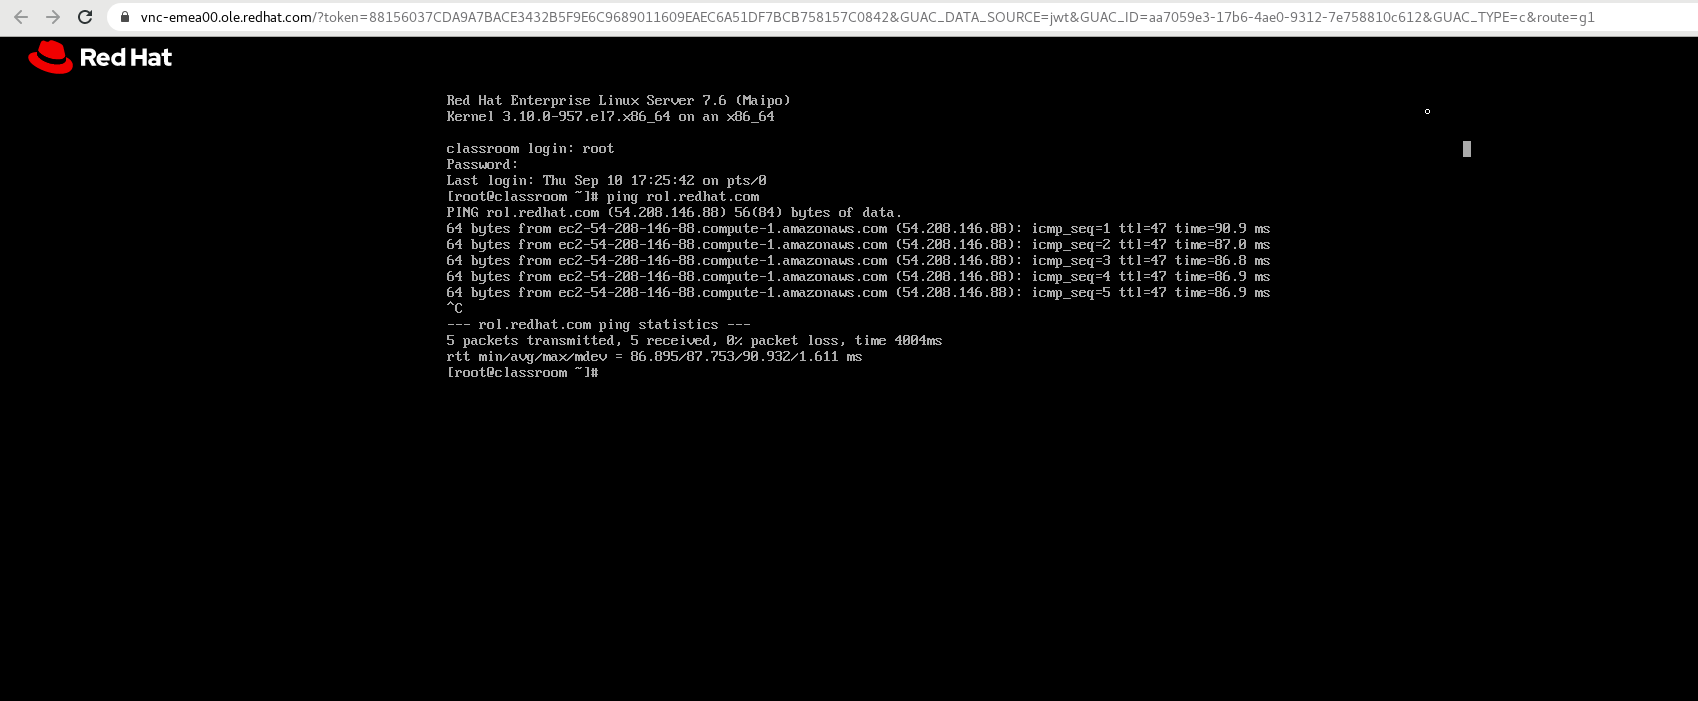 vnc-emea00.ole.redhat.com/?token=88156037CDA9A7BACE3432B5F9E6C9689011609EAEC6A51DF7BCB758157C0842&GUAC_DATA_SOURCE=jwt&GUAC_ID=aa7059e3-17b6-4ae0-9312-7e758810c612&GUAC_TYPE=c&route=g1
Red Hat
Red Hat Enterprise Linux Server 7.6 (Maipo)
Kernel 3.10.0-957.el7.x86_64 on an x86_64
classroom login: root
Password:
Last login: Thu Sep 10 17:25:42 on pts/0
[root@classroom ~]# ping rol.redhat.com
PING rol.redhat.com (54.208.146.88) 56(84) bytes of data.
64 bytes from ec2-54-208-146-88.compute-1.amazonaws.com (54.208.146.88): icmp_seq=1 ttl=47 time=90.9 ms
64 bytes from ec2-54-208-146-88.compute-1.amazonaws.com (54.208.146.88): icmp_seq=2 ttl=47 time=87.0 ms
64 bytes from ec2-54-208-146-88.compute-1.amazonaws.com (54.208.146.88): icmp_seq=3 ttl=47 time=86.8 ms
64 bytes from ec2-54-208-146-88.compute-1.amazonaws.com (54.208.146.88): icmp_seq=4 ttl=47 time=86.9 ms
64 bytes from ec2-54-208-146-88.compute-1.amazonaws.com (54.208.146.88): icmp_seq=5 ttl=47 time=86.9 ms
^C
--- rol.redhat.com ping statistics ---
5 packets transmitted, 5 received, 0% packet loss, time 4004ms
rtt min/avg/max/mdev = 86.895/87.753/90.932/1.611 ms
[root@classroom ~]#